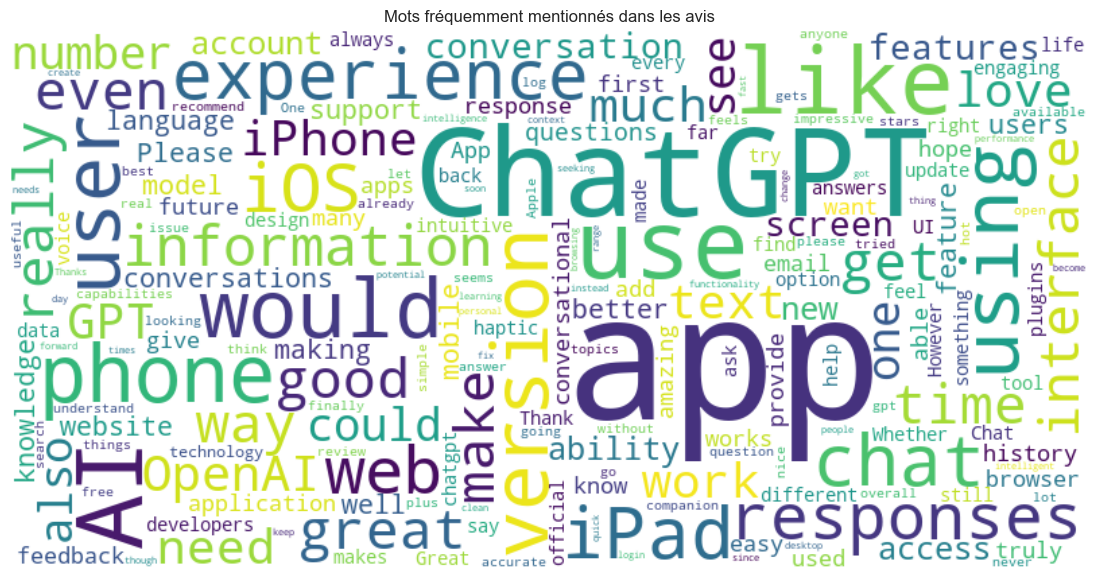 Mots fréquemment mentionnés dans les avis
number
account
always
conversation
every
like
anyone
features
life
create
log
even
recommend
One
experience
support
first
much
see
fast
gets
love
engaging
available
really
user
language
iPhone
response
intelligence
context
questions
far
feels
impressive
stars
right
users
best
Please
App
back
seeking
try
ChatGPT
hope
update
performance
needs
real
model
iOS
let
apps
already
soon
Apple
made
use
answers
change
got
thing
want
feature
using
interface
useful
voice
future
issue
design
many
intuitive
information
browsing
range
find
please
tried
screen
UI
open
hot
Thanks
conversations
potential
seems
version
conversational
instead
email
option
functionality
get
feel
become
day
capabilities
data
GPT
looking
give
would
learning
personal
mobile
haptic
better
add
text
new
one
able
However
something
plugins
forward
times
think
making
fix
answer
simple
topics
amazing
ask
provide
help
app
tool
knowledge
phone
good
make
understand
finally
Thank
going
without
gpt
time
website
way
could
ability
works
question
people
Whether
Chat
search
also
things
technology
review
chatgpt
go
know
work
nice
chat
still
history
browser
intelligent
AI
free
OpenAI
web
application
well
plus
clean
say
official
companion
different
overall
lot
developers
keep
great
quick
iPad
easy
responses
feedback
though
need
makes
Great
accurate
login
since
desktop
used
access
truly
never